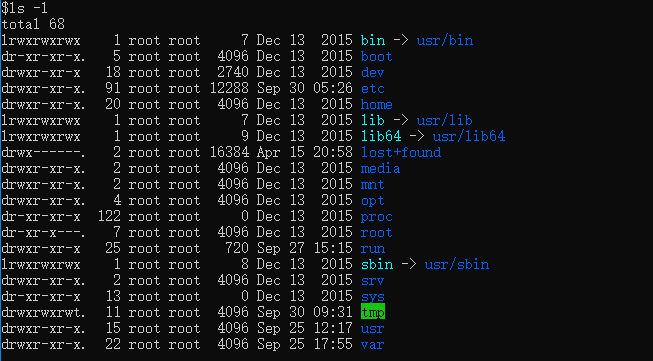 $ls -l
total 68
lrwxrwxrwx    1 root root     7 Dec 13  2015 bin -> usr/bin
dr-xr-xr-x.   5 root root  4096 Dec 13  2015 boot
drwxr-xr-x   18 root root  2740 Dec 13  2015 dev
drwxr-xr-x.  91 root root 12288 Sep 30 05:26 etc
drwxr-xr-x.  20 root root  4096 Dec 13  2015 home
lrwxrwxrwx    1 root root     7 Dec 13  2015 lib -> usr/lib
lrwxrwxrwx    1 root root     9 Dec 13  2015 lib64 -> usr/lib64
drwx------.   2 root root 16384 Apr 15 20:58 lost+found
drwxr-xr-x.   2 root root  4096 Dec 13  2015 media
drwxr-xr-x.   2 root root  4096 Dec 13  2015 mnt
drwxr-xr-x.   4 root root  4096 Dec 13  2015 opt
dr-xr-xr-x  122 root root     0 Dec 13  2015 proc
dr-xr-x---.   7 root root  4096 Dec 13  2015 root
drwxr-xr-x   25 root root   720 Sep 27 15:15 run
lrwxrwxrwx    1 root root     8 Dec 13  2015 sbin -> usr/sbin
drwxr-xr-x.   2 root root  4096 Dec 13  2015 srv
dr-xr-xr-x   13 root root     0 Dec 13  2015 sys
drwxrwxrwt.  11 root root  4096 Sep 30 09:31 tmp
drwxr-xr-x.  15 root root  4096 Sep 25 12:17 usr
drwxr-xr-x.  22 root root  4096 Sep 25 17:55 var